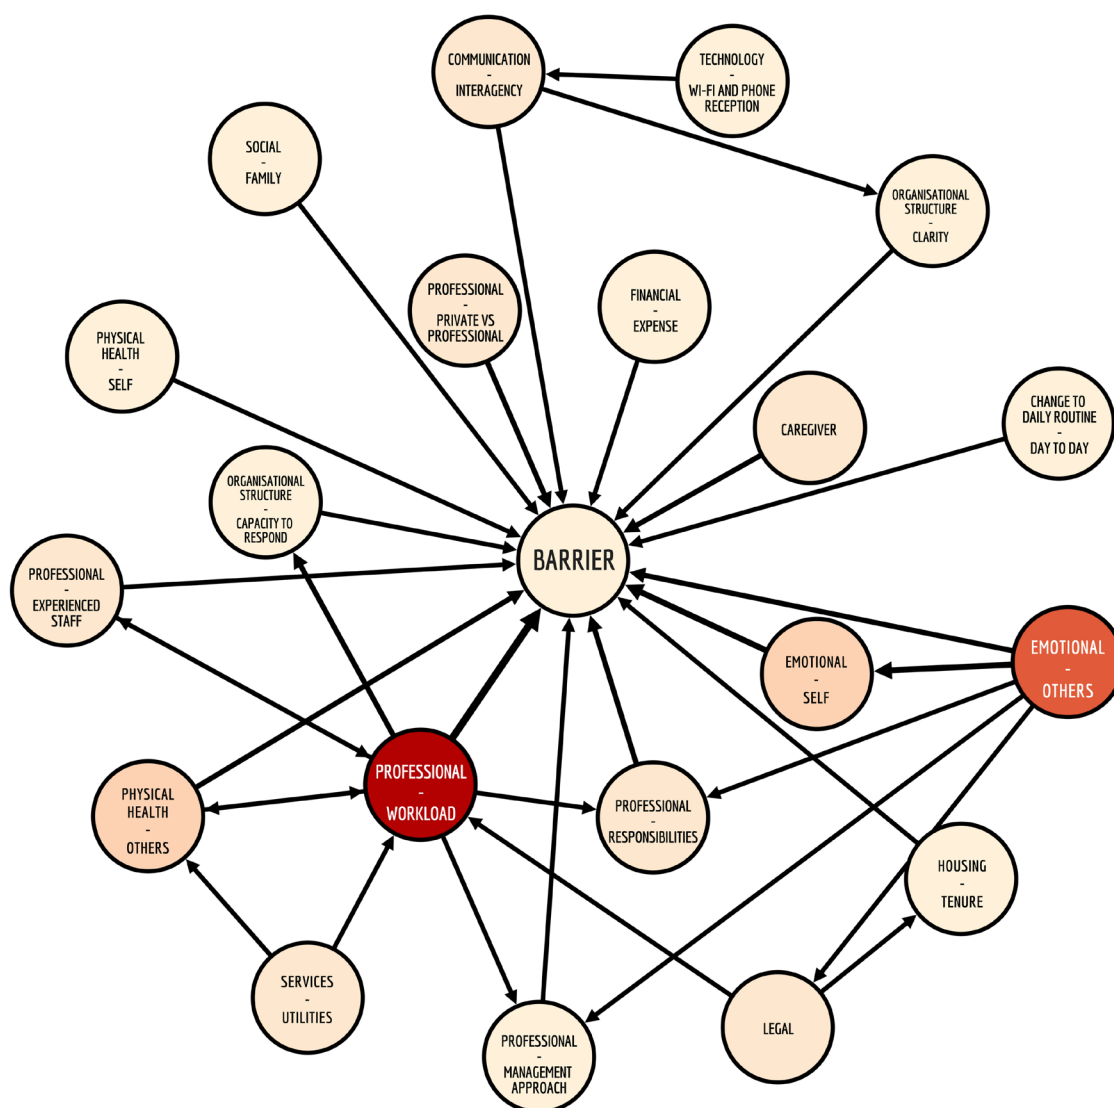 COMMUNICATION
-
INTERAGENCY
TECHNOLOGY
-
WI-FI AND PHONE
RECEPTION
SOCIAL
-
FAMILY
ORGANISATIONAL
STRUCTURE
-
CLARITY
PROFESSIONAL
-
PRIVATE VS
PROFESSIONAL
FINANCIAL
-
EXPENSE
PHYSICAL
HEALTH
-
SELF
CAREGIVER
CHANGE TO
DAILY ROUTINE
-
DAY TO DAY
ORGANISATIONAL
STRUCTURE
-
CAPACITY TO
RESPOND
BARRIER
PROFESSIONAL
-
EXPERIENCED
STAFF
EMOTIONAL
-
SELF
EMOTIONAL
-
OTHERS
PHYSICAL
HEALTH
-
OTHERS
PROFESSIONAL
-
WORKLOAD
PROFESSIONAL
-
RESPONSIBILITIES
HOUSING
-
TENURE
SERVICES
-
UTILITIES
PROFESSIONAL
-
MANAGEMENT
APPROACH
LEGAL